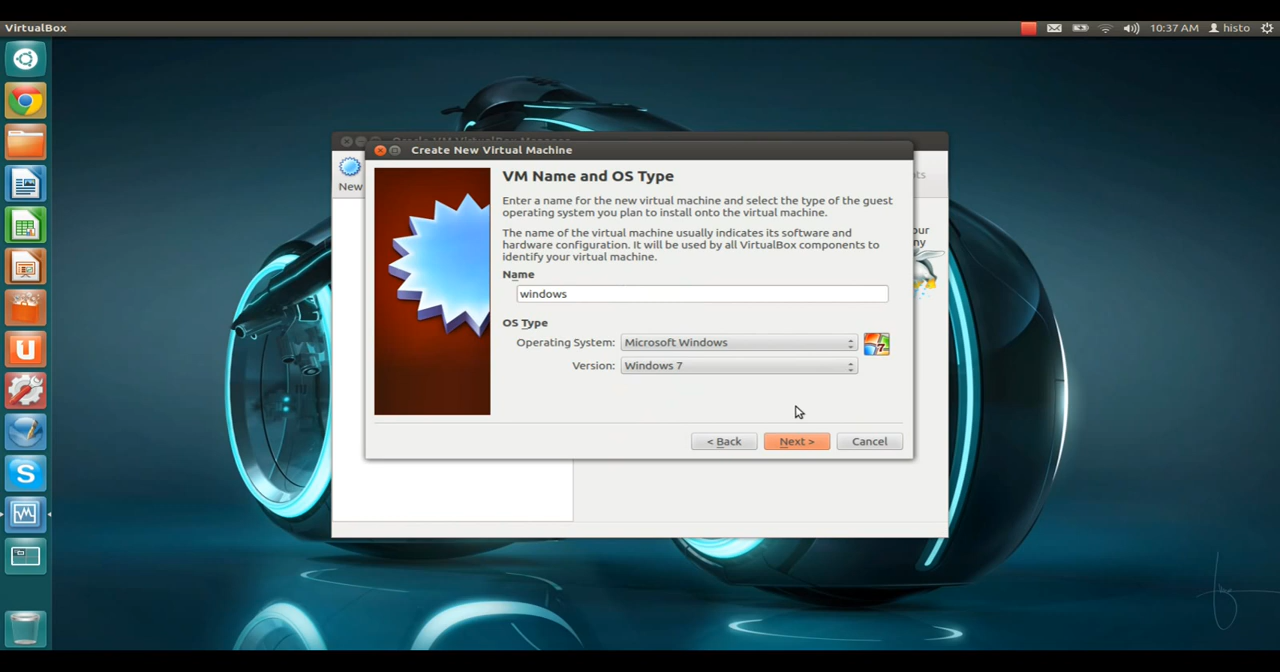 VirtualBox
10:37 AM histo
Create New Virtual Machine
New
VM Name and OS Type
Enter a name for the new virtual machine and select the type of the guest
operating system you plan to install onto the virtual machine.
The name of the virtual machine usually indicates its software and
hardware configuration. It will be used by all VirtualBox components to
identify your virtual machine.
Name
windows
OS Type
Operating System: Microsoft Windows
Version: Windows 7
< Back Next > Cancel